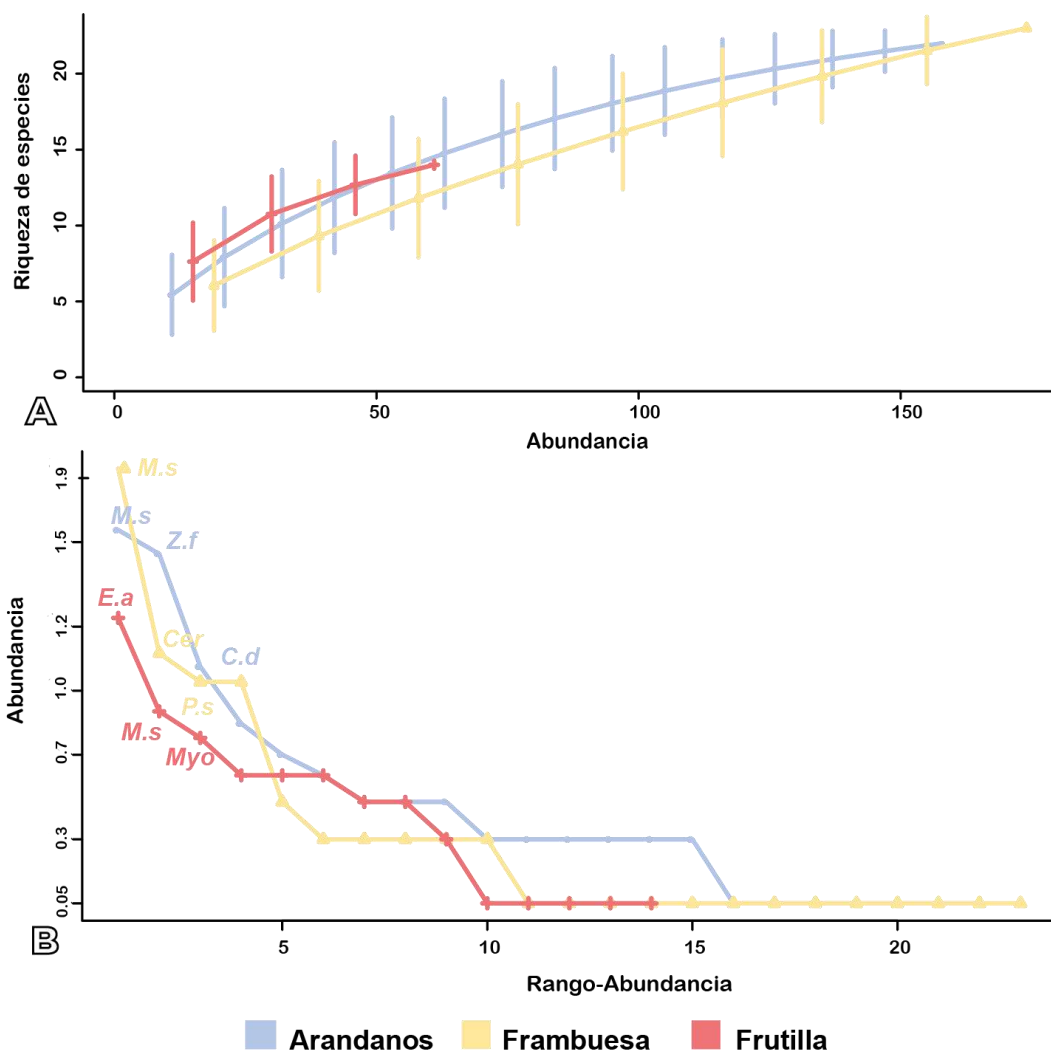 Riqueza de especies
20
15
10
5
0
A
0 50 100 150
Abundancia
Abundancia
1.9
1.5
1.2
1.0
0.7
0.3
0.05
M.s
M.s
Z.f
E.a
Cer
C.d
P.s
M.s
Myo
B
5 10 15 20
Rango-Abundancia
Arandanos Frambuesa Frutilla